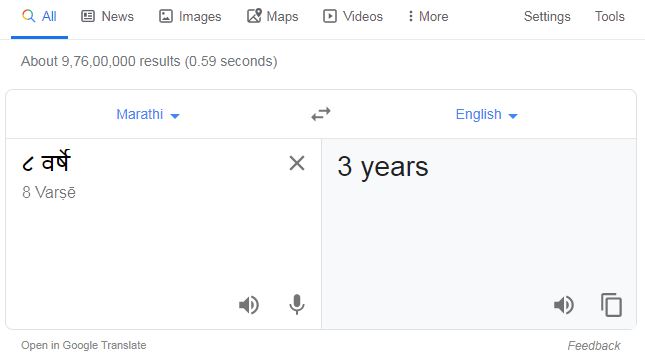 All News Images Maps Videos More Settings Tools
About 9,76,00,000 results (0.59 seconds)
Marathi English
८ वर्षे
8 Varṣē
3 years
Open in Google Translate Feedback